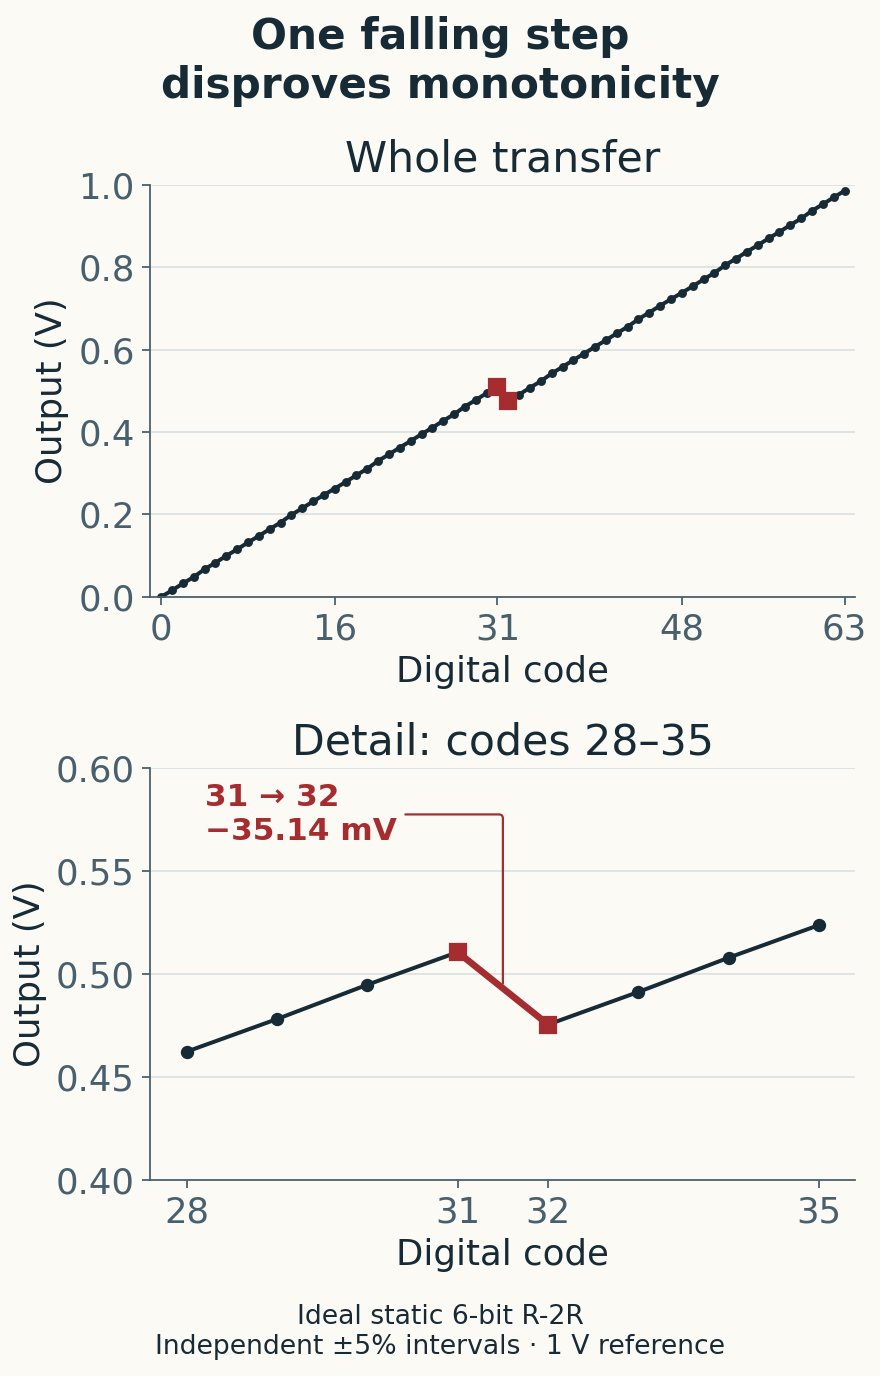 One falling step
disproves monotonicity
Whole transfer
1.0
0.8
0.6
0.4
0.2
0.0
Output (V)
0 16 31 48 63
Digital code
Detail: codes 28–35
0.60
0.55
0.50
0.45
0.40
Output (V)
31 → 32
−35.14 mV
28 31 32 35
Digital code
Ideal static 6-bit R-2R
Independent ±5% intervals · 1 V reference